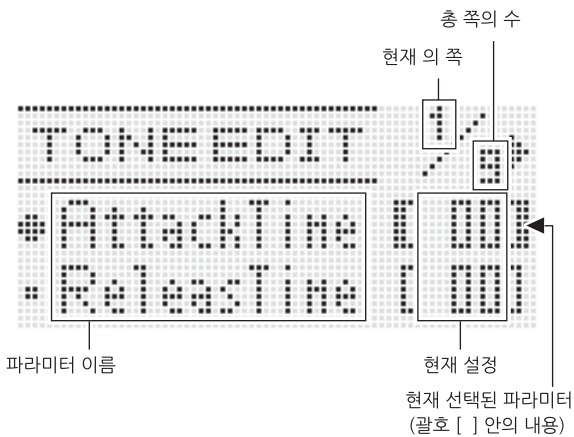 총 쪽의 수
현재 의 쪽
TONE EDIT 1/9
AttackTime [ 00]
ReleasTime [ 00]
파라미터 이름
현재 설정
현재 선택된 파라미터
(괄호 [ ] 안의 내용)